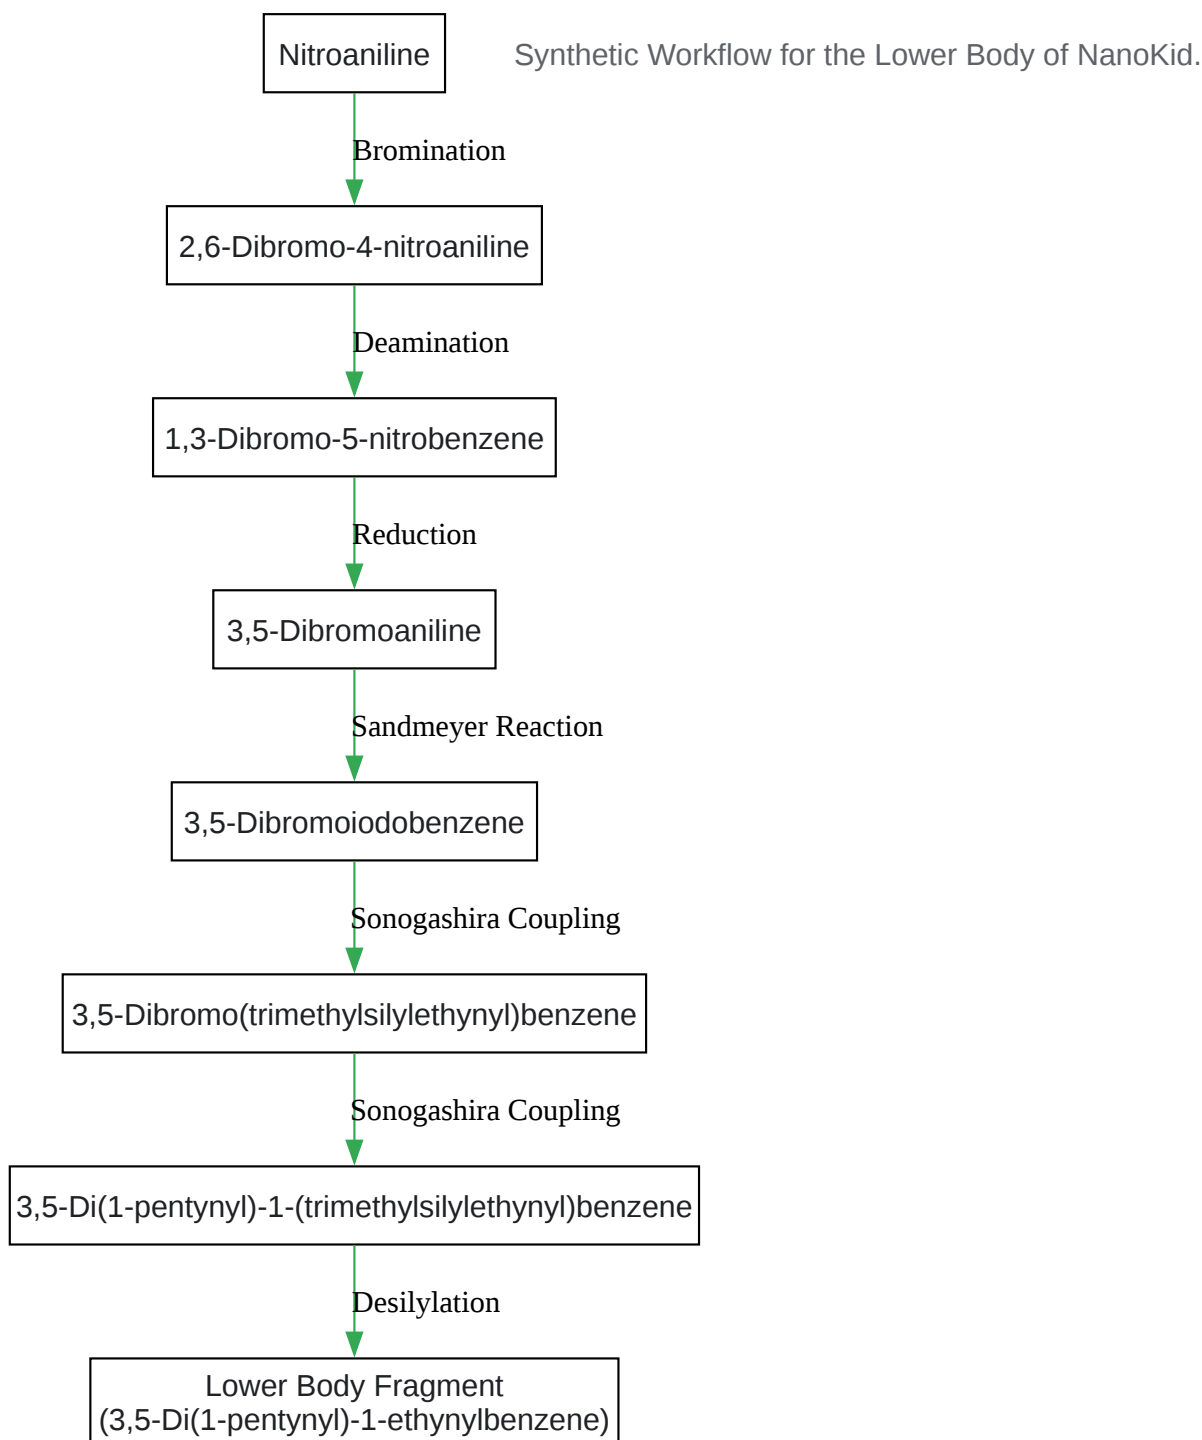 Nitroaniline
Synthetic Workflow for the Lower Body of NanoKid.
Bromination
2,6-Dibromo-4-nitroaniline
Deamination
1,3-Dibromo-5-nitrobenzene
Reduction
3,5-Dibromoaniline
Sandmeyer Reaction
3,5-Dibromoiodobenzene
Sonogashira Coupling
3,5-Dibromo(trimethylsilylethynyl)benzene
Sonogashira Coupling
3,5-Di(1-pentynyl)-1-(trimethylsilylethynyl)benzene
Desilylation
Lower Body Fragment
(3,5-Di(1-pentynyl)-1-ethynylbenzene)